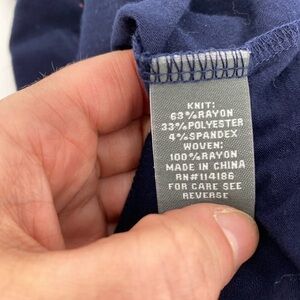 KNIT:
63%RAYON
33%POLYESTER
4%SPANDEX
WOVEN:
100%RAYON
MADE IN CHINA
RN#114186
FOR CARE SEE
REVERSE